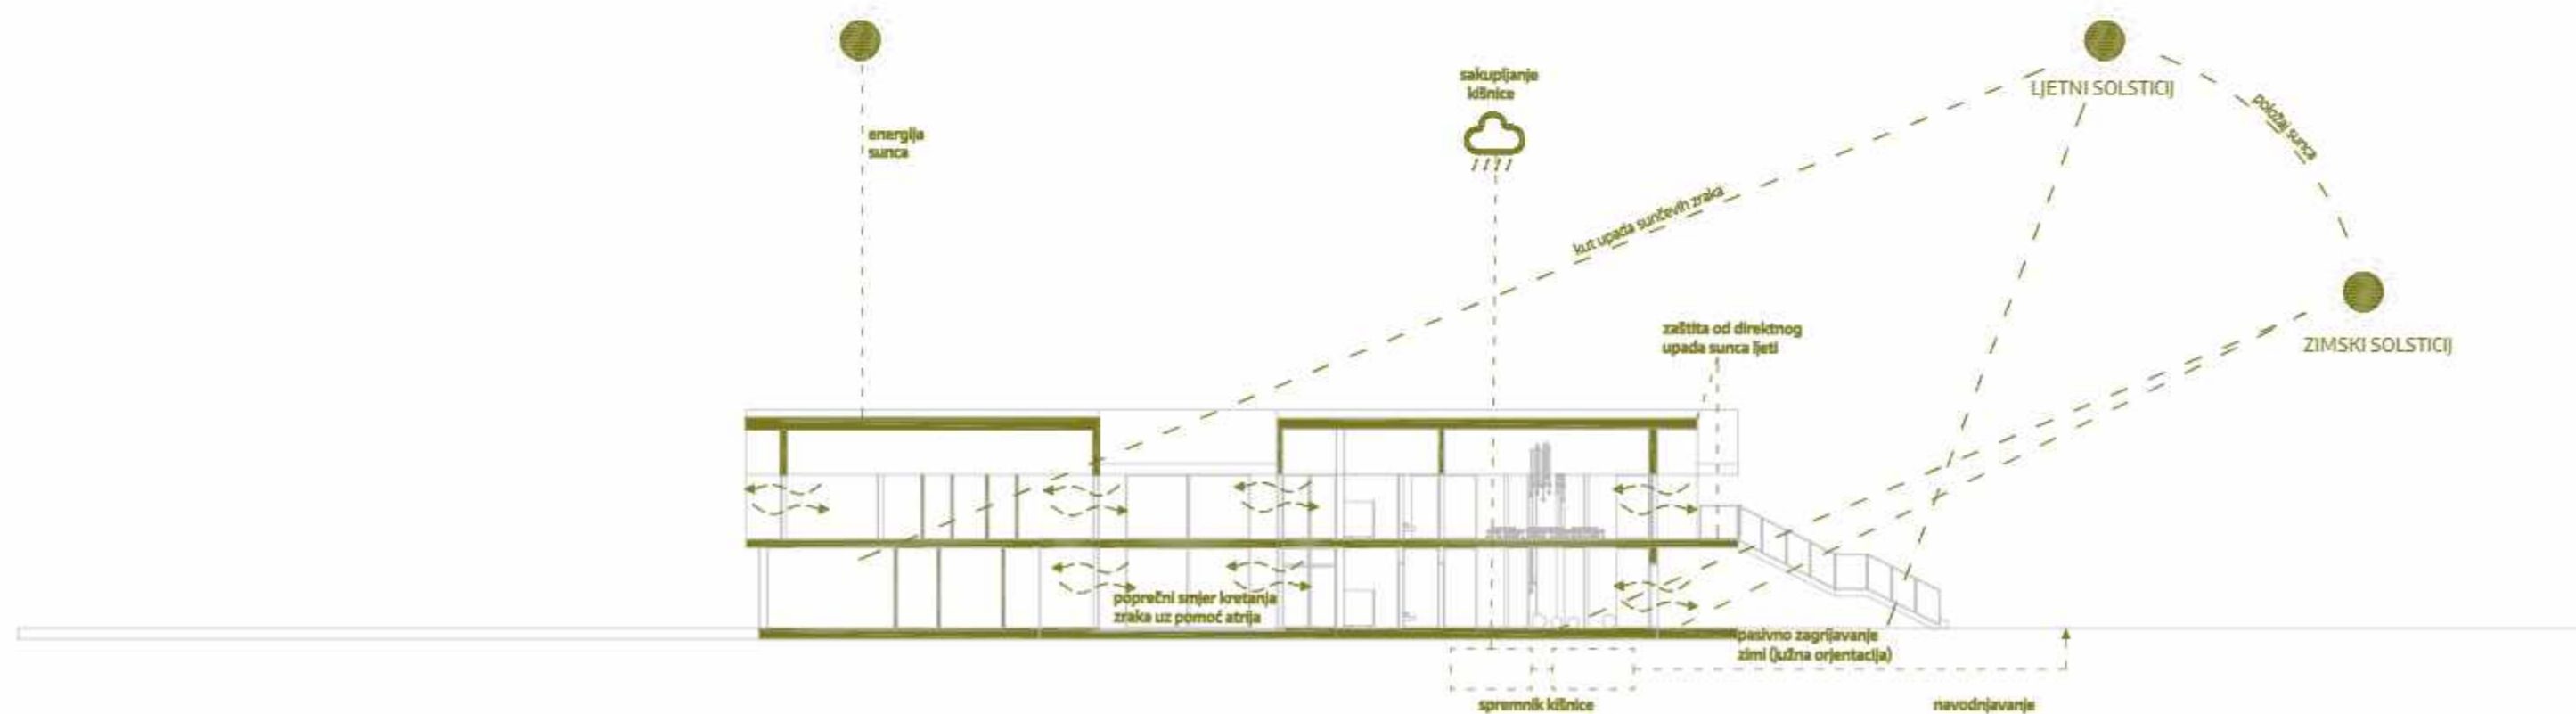 energija
sunca
sakupljanje
kišnice
LJETNI SOLSTICIJ
položaj sunca
kut upada sunčevih zraka
zaštita od direktnog
upada sunca ljeti
ZIMSKI SOLSTICIJ
poprečni smjer kretanja
zraka uz pomoć atrija
pasivno zagrijavanje
zimi (južna orjentacija)
spremnik kišnice
navodnjavanje